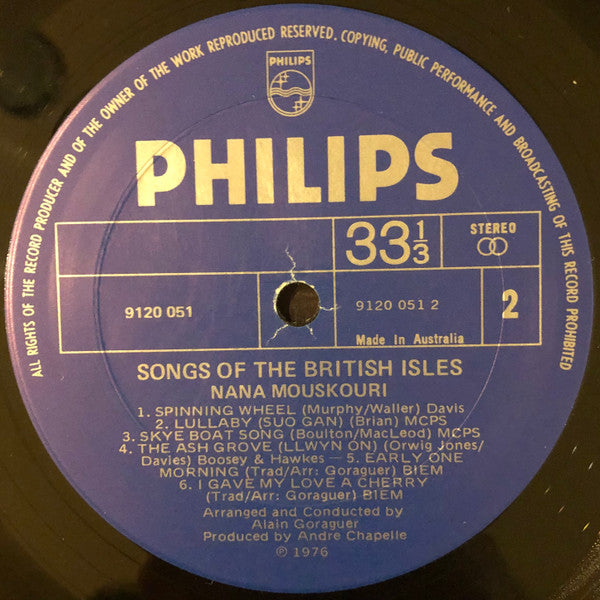 ALL RIGHTS OF THE RECORD PRODUCER AND OF THE OWNER OF THE WORK REPRODUCED RESERVED. COPYING, PUBLIC PERFORMANCE AND BROADCASTING OF THIS RECORD PROHIBITED
PHILIPS
PHILIPS
33 1/3
STEREO
9120 051
9120 051 2
2
Made In Australia
SONGS OF THE BRITISH ISLES
NANA MOUSKOURI
1. SPINNING WHEEL (Murphy/Waller) Davis
2. LULLABY (SUO GAN) (Brian) MCPS
3. SKYE BOAT SONG (Boulton/MacLeod) MCPS
4. THE ASH GROVE (LLWYN ON) (Orwig Jones/
Davies) Boosey & Hawkes — 5. EARLY ONE
MORNING (Trad/Arr: Goraguer) BIEM
6. I GAVE MY LOVE A CHERRY
(Trad/Arr: Goraguer) BIEM
Arranged and Conducted by
Alain Goraguer
Produced by Andre Chapelle
℗ 1976